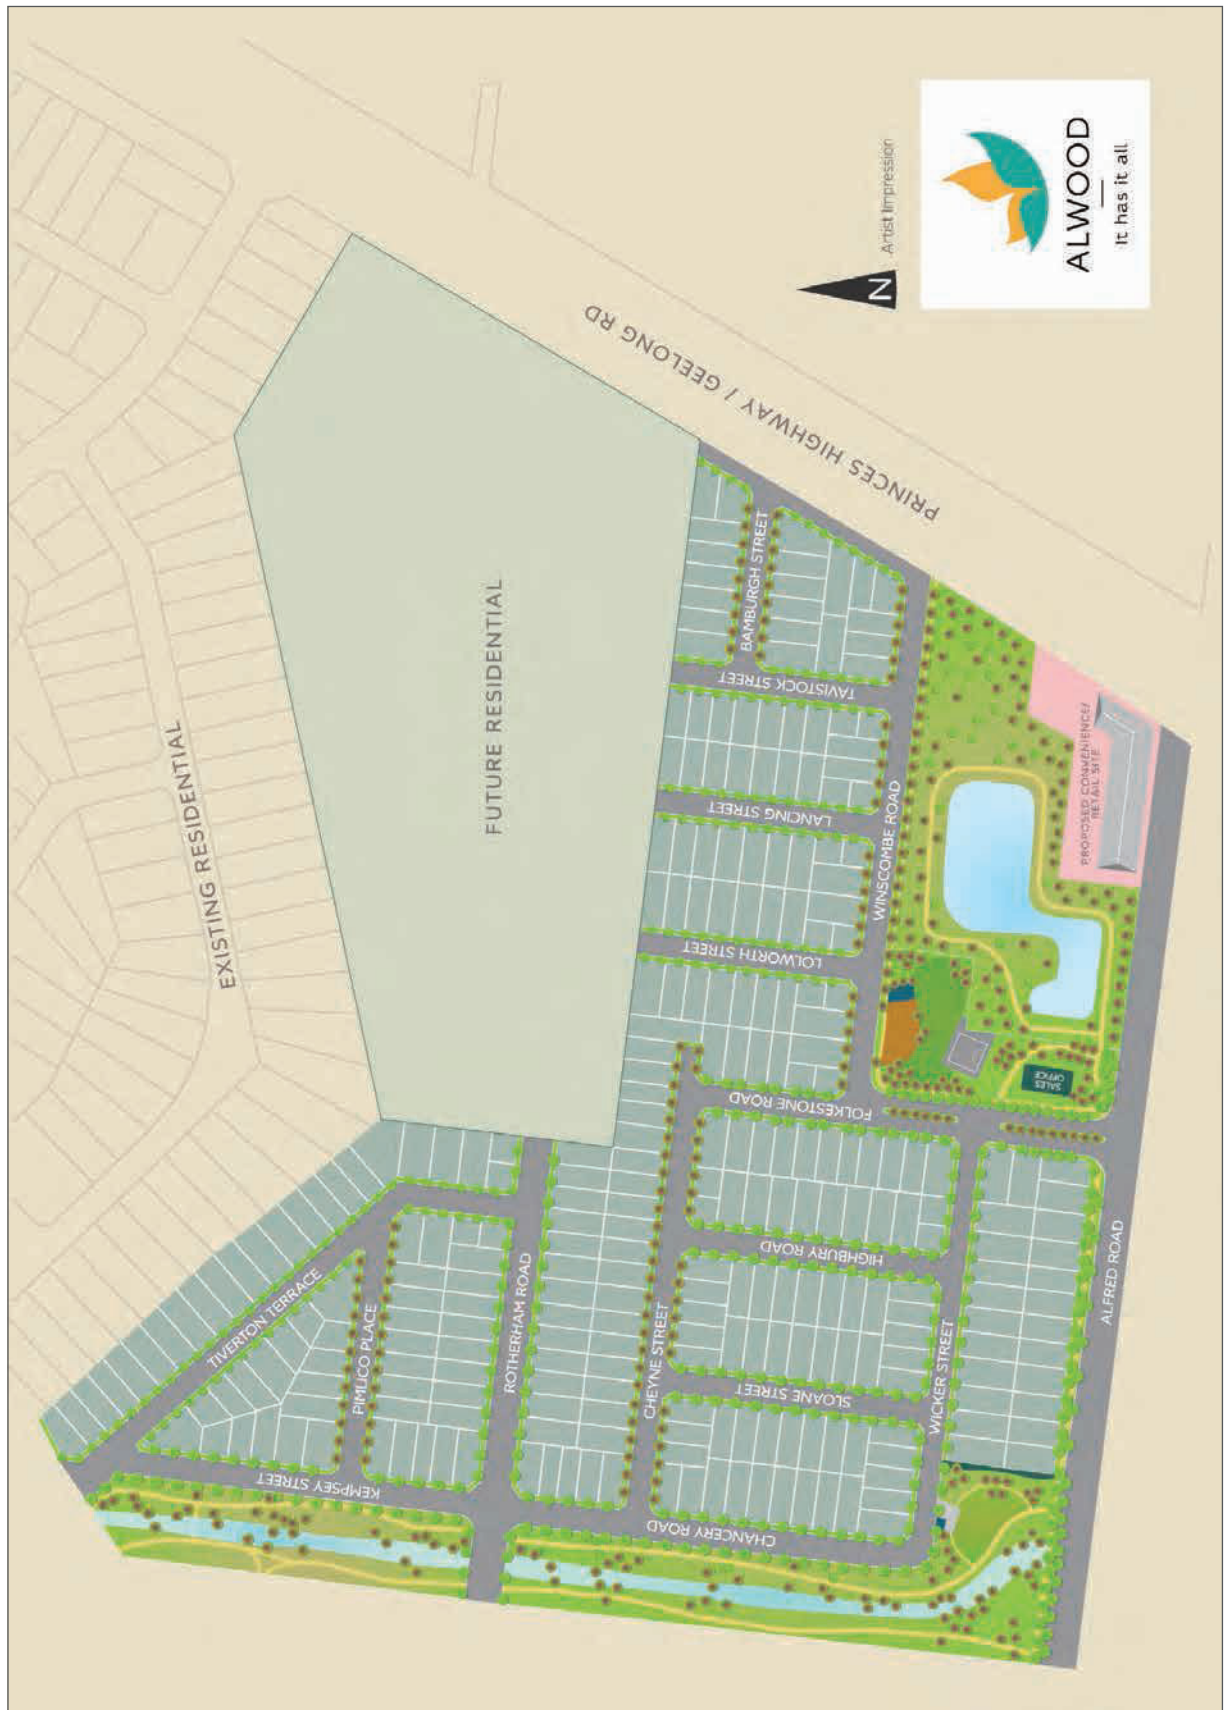 EXISTING RESIDENTIAL
FUTURE RESIDENTIAL
PRINCES HIGHWAY / GEELONG RD
N
Artist Impression
ALWOOD
It has it all
TIVERTON TERRACE
PIMLICO PLACE
KEMPSEY STREET
ROTHERHAM ROAD
CHEYNE STREET
CHANCERY ROAD
SLOANE STREET
HIGHBURY ROAD
WICKER STREET
FOLKESTONE ROAD
LOLWORTH STREET
LANCING STREET
TAVISTOCK STREET
BAMBURGH STREET
WINSCOMBE ROAD
ALFRED ROAD
SALES
OFFICE
PROPOSED CONVENIENCE/
RETAIL SITE